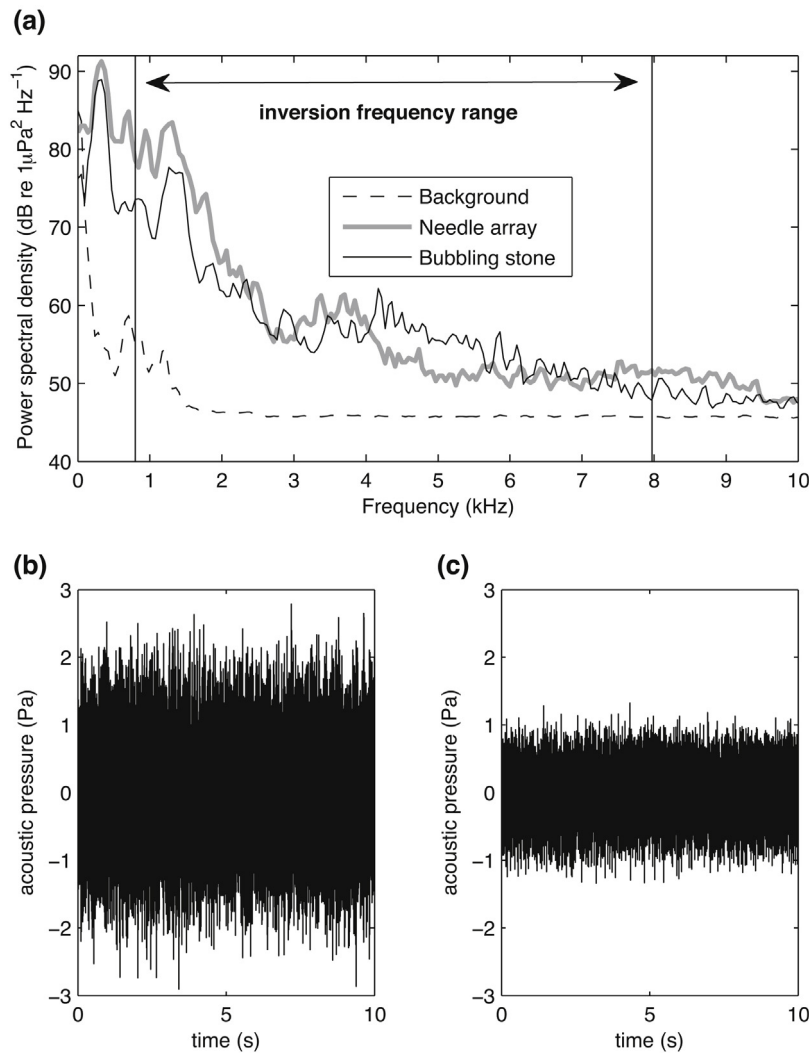 (a)
90
80
70
60
50
40
Power spectral density (dB re 1μPa² Hz⁻¹)
inversion frequency range
Background
Needle array
Bubbling stone
0 1 2 3 4 5 6 7 8 9 10
Frequency (kHz)
(b)
3
2
1
0
−1
−2
−3
acoustic pressure (Pa)
0 5 10
time (s)
(c)
3
2
1
0
−1
−2
−3
acoustic pressure (Pa)
0 5 10
time (s)